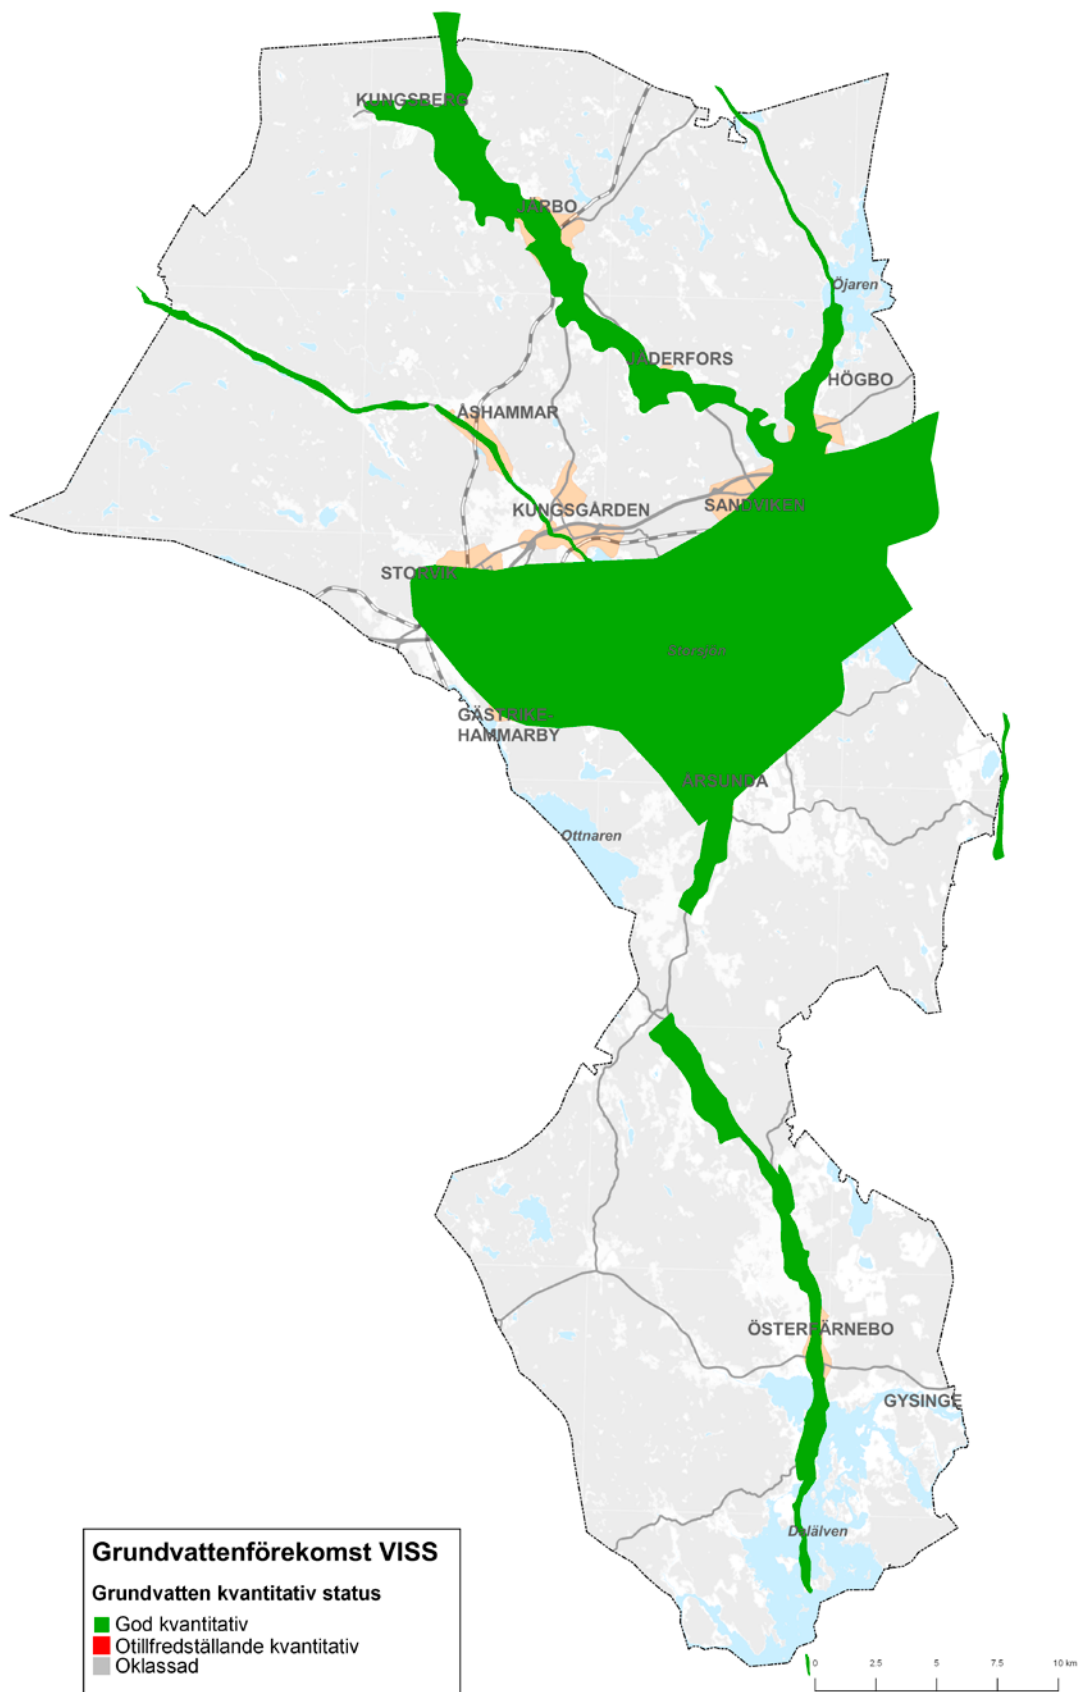 KUNGSBERG
JÄRBO
Öjaren
JÄDERFORS
HÖGBO
ÅSHAMMAR
KUNGSGÅRDEN
SANDVIKEN
STORVIK
Storsjön
GÄSTRIKE-
HAMMARBY
ÅRSUNDA
Ottnaren
ÖSTERFÄRNEBO
GYSINGE
Dalälven
Grundvattenförekomst VISS
Grundvatten kvantitativ status
God kvantitativ
Otillfredställande kvantitativ
Oklassad
0 2.5 5 7.5 10 km